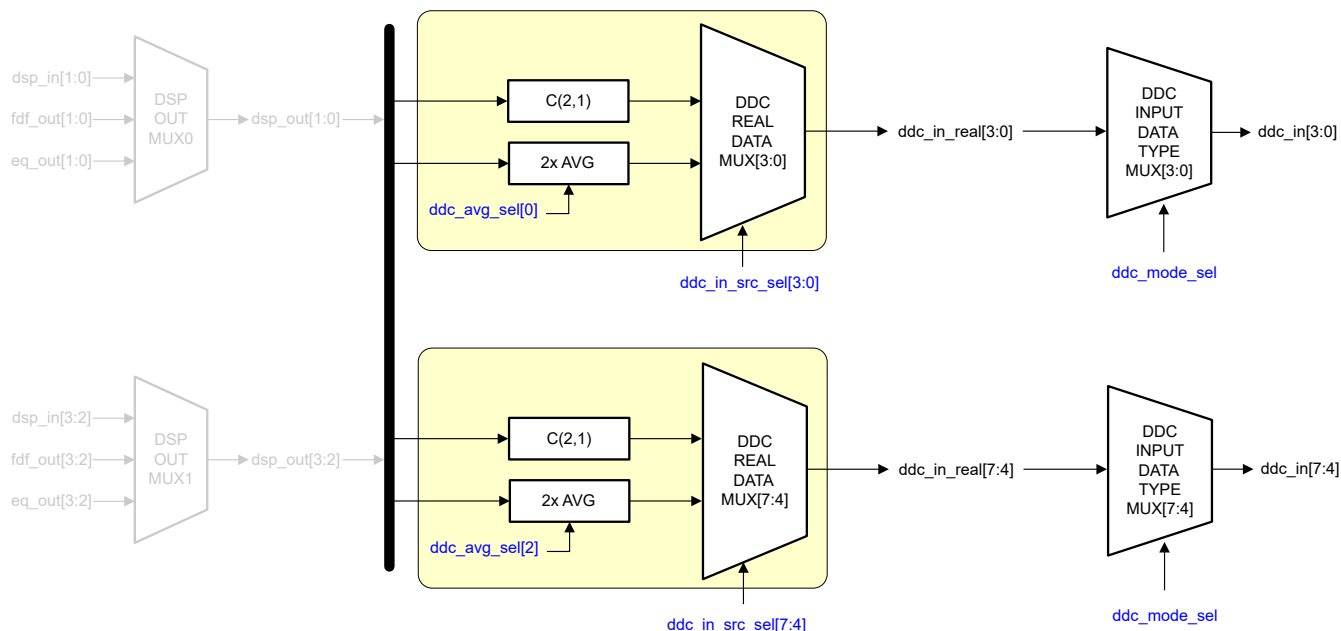 dsp_in[1:0]
fdf_out[1:0]
eq_out[1:0]
DSP
OUT
MUX0
dsp_out[1:0]
C(2,1)
2x AVG
ddc_avg_sel[0]
DDC
REAL
DATA
MUX[3:0]
ddc_in_src_sel[3:0]
ddc_in_real[3:0]
DDC
INPUT
DATA
TYPE
MUX[3:0]
ddc_mode_sel
ddc_in[3:0]
dsp_in[3:2]
fdf_out[3:2]
eq_out[3:2]
DSP
OUT
MUX1
dsp_out[3:2]
C(2,1)
2x AVG
ddc_avg_sel[2]
DDC
REAL
DATA
MUX[7:4]
ddc_in_src_sel[7:4]
ddc_in_real[7:4]
DDC
INPUT
DATA
TYPE
MUX[7:4]
ddc_mode_sel
ddc_in[7:4]